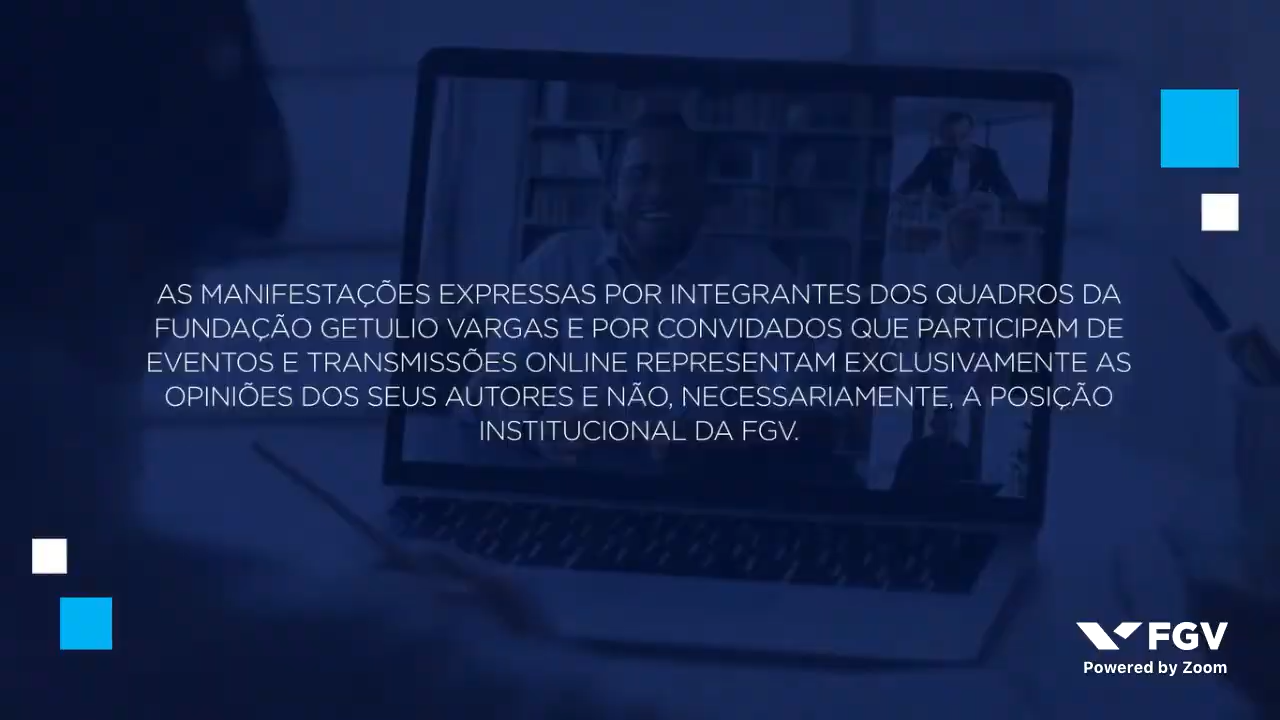 AS MANIFESTAÇÕES EXPRESSAS POR INTEGRANTES DOS QUADROS DA
FUNDAÇÃO GETULIO VARGAS E POR CONVIDADOS QUE PARTICIPAM DE
EVENTOS E TRANSMISSÕES ONLINE REPRESENTAM EXCLUSIVAMENTE AS
OPINIÕES DOS SEUS AUTORES E NÃO, NECESSARIAMENTE, A POSIÇÃO
INSTITUCIONAL DA FGV.
FGV
Powered by Zoom